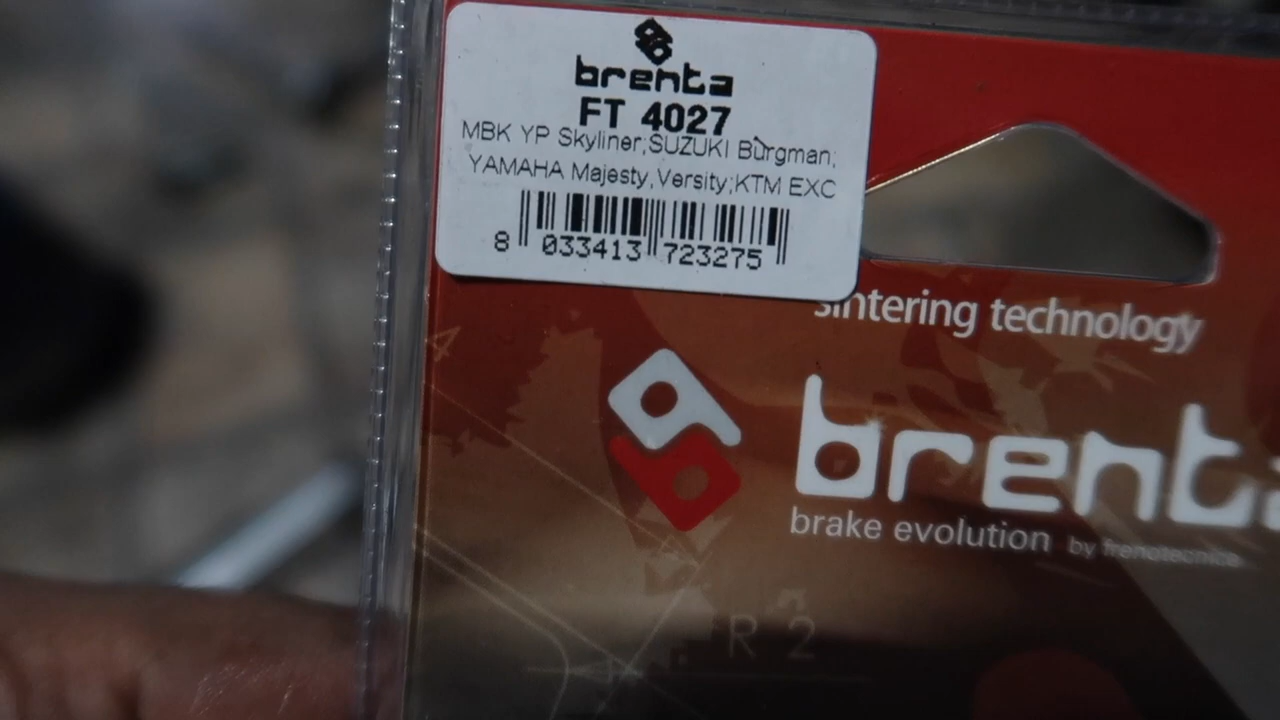 brenta
FT 4027
MBK YP Skyliner;SUZUKI Burgman;
YAMAHA Majesty,Versity;KTM EXC
8 033413 723275
sintering technology
brenta
brake evolution by frenotecnica
R 2